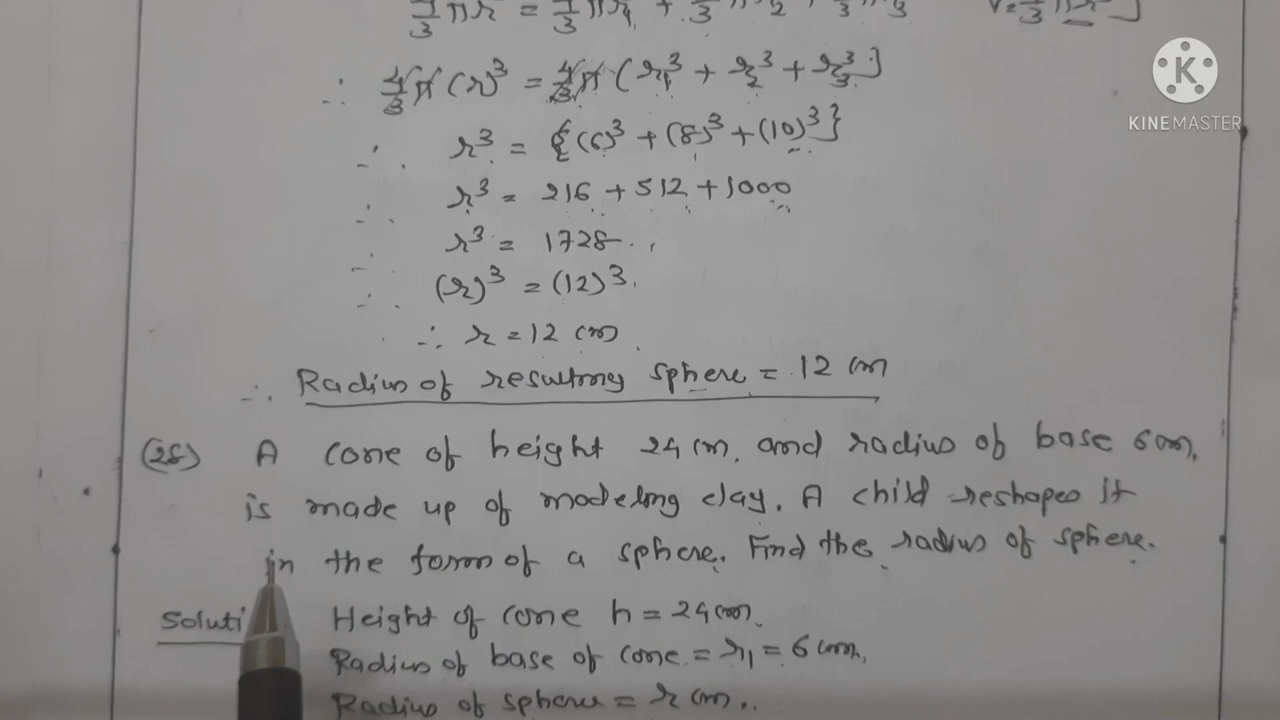 ∴ 4/3 π (r)³ = 4/3 π (r₁³ + r₂³ + r₃³]
∴ r³ = {(6)³ + (8)³ + (10)³}
∴ r³ = 216 + 512 + 1000
r³ = 1728
∴ (r)³ = (12)³.
∴ r = 12 cm
∴ Radius of resulting sphere = 12 cm
(28) A cone of height 24 cm. and radius of base 6 cm,
is made up of modelong clay. A child reshapes it
in the form of a sphere. Find the radius of sphere.
Soluti Height of cone h = 24 cm.
Radius of base of cone = r₁ = 6 cm,
Radius of sphere = r cm.
KINEMASTER